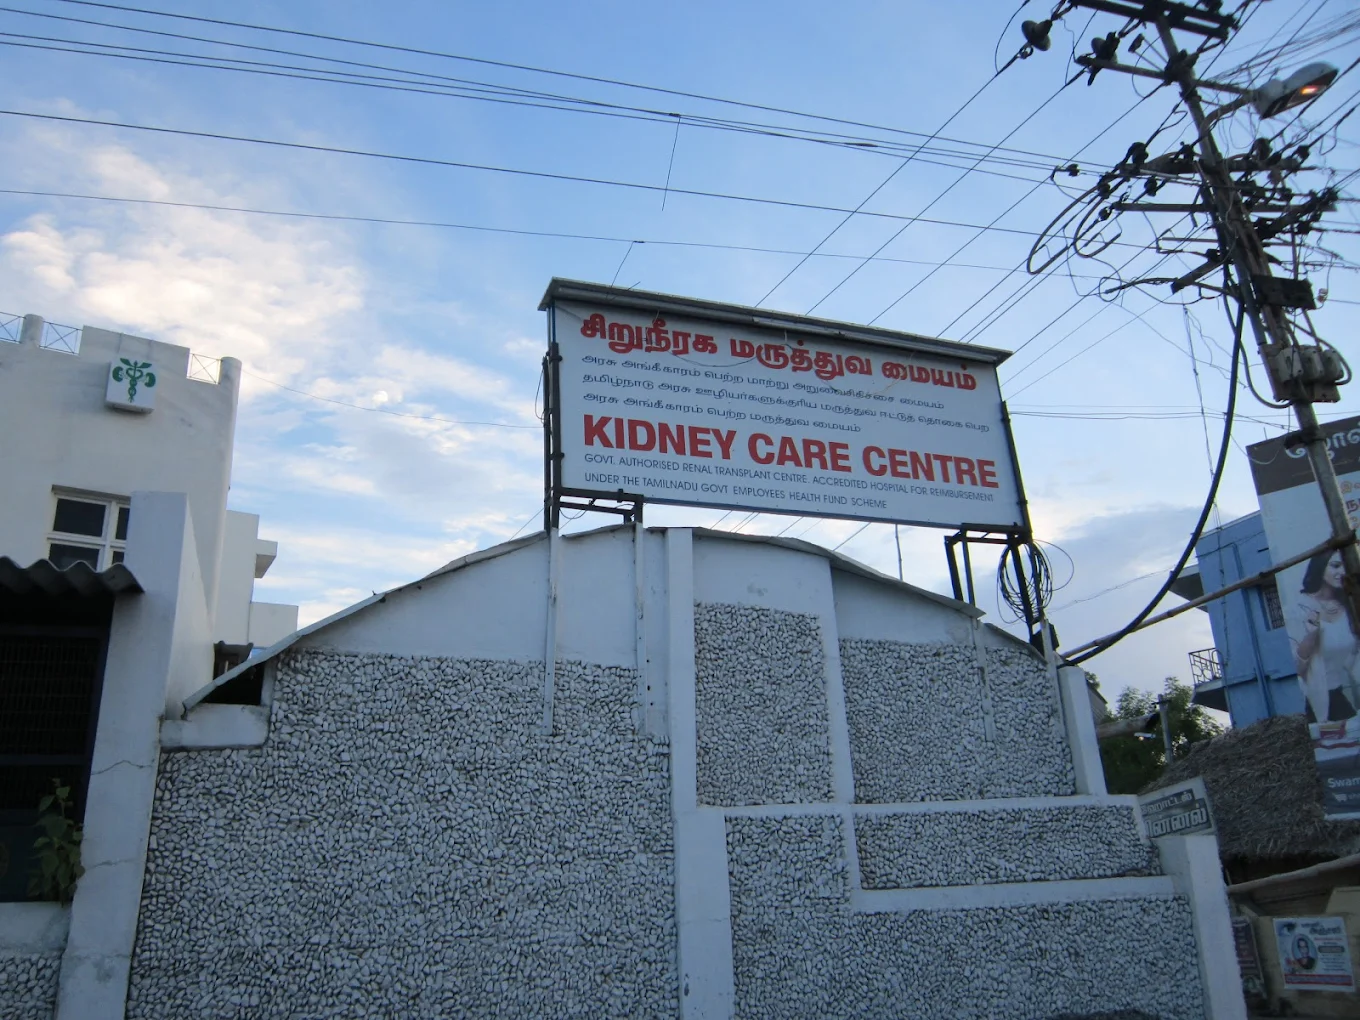 சிறுநீரக மருத்துவ மையம்
அரசு அங்கீகாரம் பெற்ற மாற்று அறுவைசிகிச்சை மையம்
தமிழ்நாடு அரசு ஊழியர்களுக்குரிய மருத்துவ ஈட்டுத் தொகை பெற
அரசு அங்கீகாரம் பெற்ற மருத்துவ மையம்
KIDNEY CARE CENTRE
GOVT. AUTHORISED RENAL TRANSPLANT CENTRE. ACCREDITED HOSPITAL FOR REIMBURSEMENT
UNDER THE TAMILNADU GOVT EMPLOYEES HEALTH FUND SCHEME